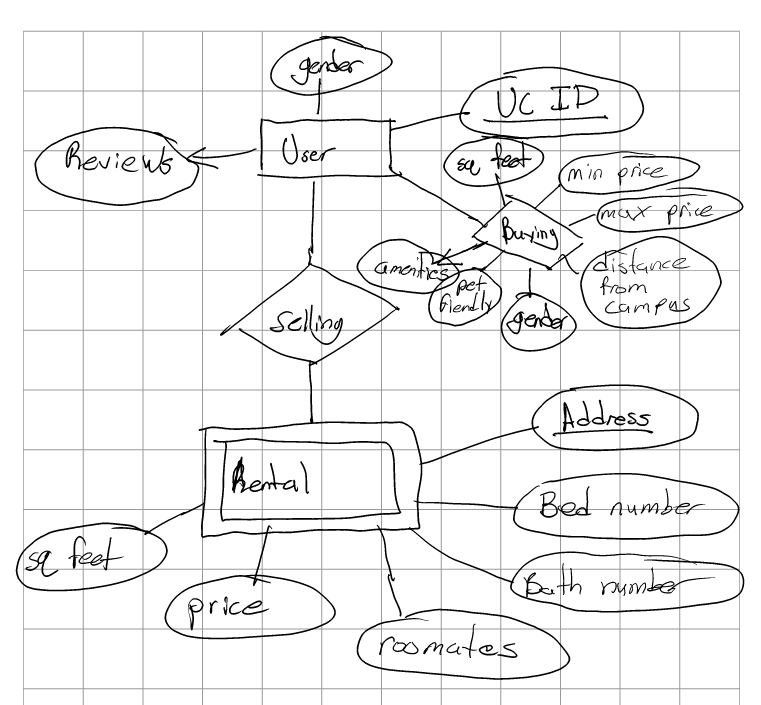 gender
UC ID
User
Reviews
sq feet
min price
max price
Buying
amenities
distance
from
campus
pet
friendly
gender
Selling
Address
Rental
Bed number
sq feet
Bath number
price
roomates